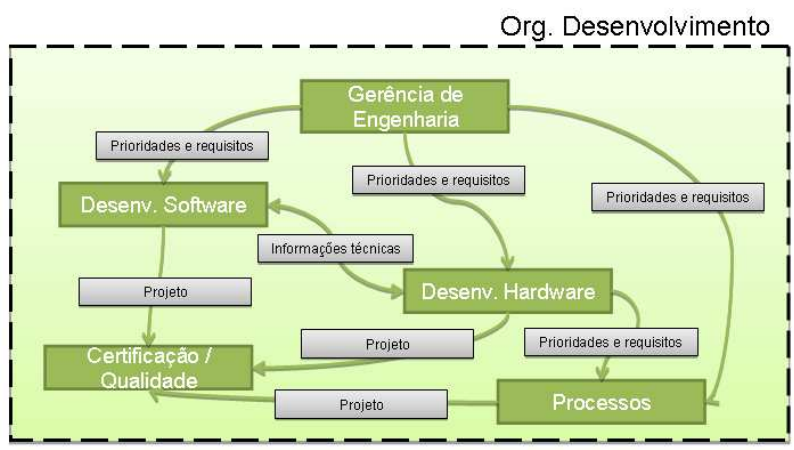 Org. Desenvolvimento
Gerência de
Engenharia
Prioridades e requisitos
Prioridades e requisitos
Prioridades e requisitos
Desenv. Software
Informações técnicas
Projeto
Desenv. Hardware
Projeto
Prioridades e requisitos
Certificação /
Qualidade
Projeto
Processos